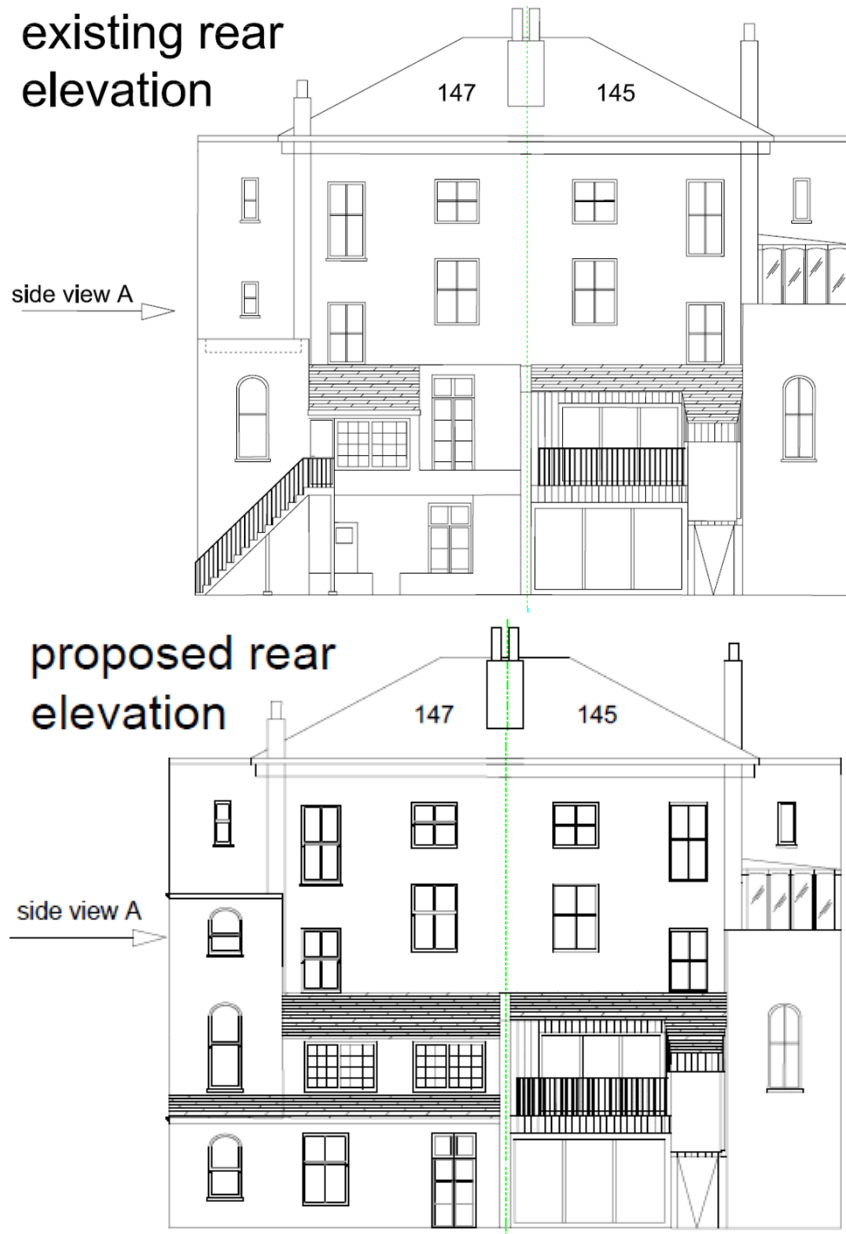 existing rear
elevation
147
145
side view A
proposed rear
elevation
147
145
side view A